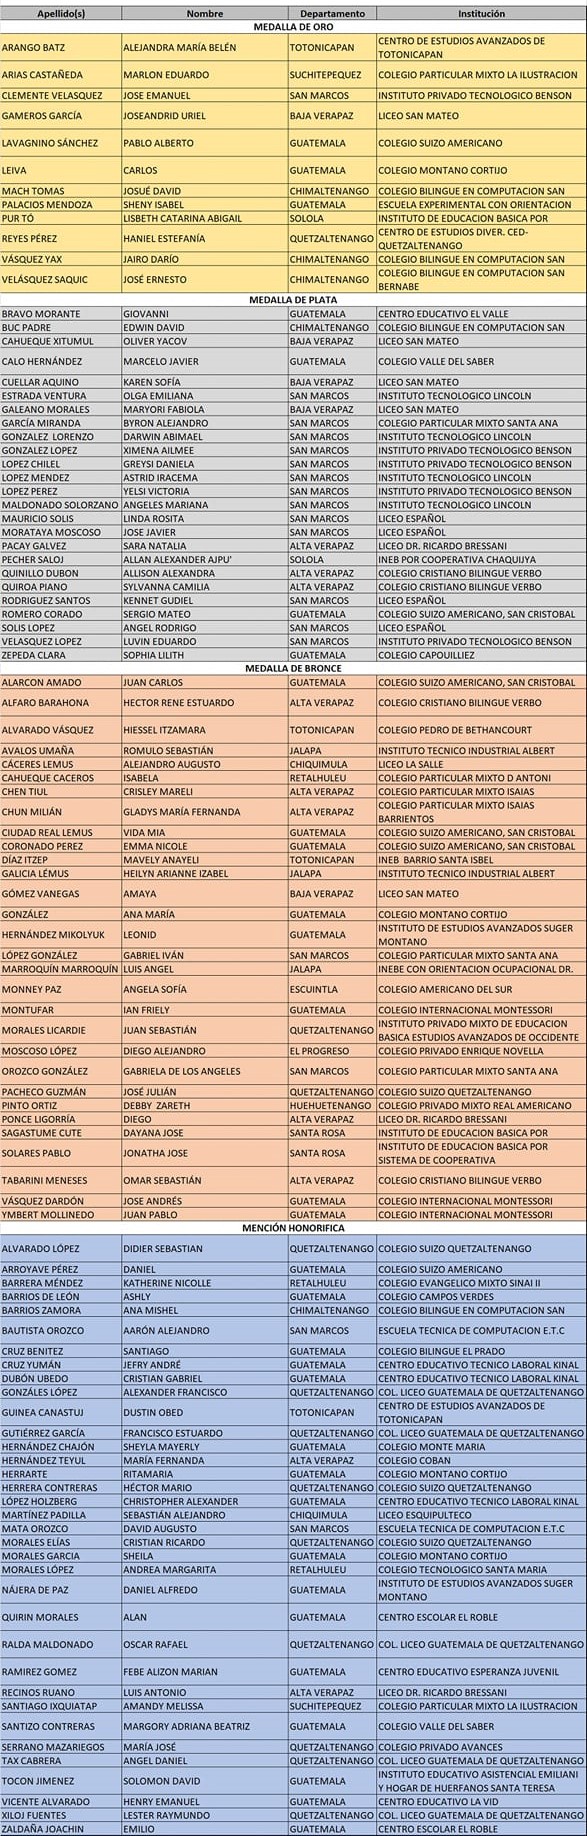 Apellido(s) Nombre Departamento Institución
MEDALLA DE ORO
ARANGO BATZ ALEJANDRA MARÍA BELÉN TOTONICAPAN CENTRO DE ESTUDIOS AVANZADOS DE
TOTONICAPAN
ARIAS CASTAÑEDA MARLON EDUARDO SUCHITEPEQUEZ COLEGIO PARTICULAR MIXTO LA ILUSTRACION
CLEMENTE VELASQUEZ JOSE EMANUEL SAN MARCOS INSTITUTO PRIVADO TECNOLOGICO BENSON
GAMEROS GARCÍA JOSEANDRID URIEL BAJA VERAPAZ LICEO SAN MATEO
LAVAGNINO SÁNCHEZ PABLO ALBERTO GUATEMALA COLEGIO SUIZO AMERICANO
LEIVA CARLOS GUATEMALA COLEGIO MONTANO CORTIJO
MACH TOMAS JOSUÉ DAVID CHIMALTENANGO COLEGIO BILINGUE EN COMPUTACION SAN
PALACIOS MENDOZA SHENY ISABEL GUATEMALA ESCUELA EXPERIMENTAL CON ORIENTACION
PUR TÓ LISBETH CATARINA ABIGAIL SOLOLA INSTITUTO DE EDUCACION BASICA POR
REYES PÉREZ HANIEL ESTEFANÍA QUETZALTENANGO CENTRO DE ESTUDIOS DIVER. CED-
QUETZALTENANGO
VÁSQUEZ YAX JAIRO DARÍO CHIMALTENANGO COLEGIO BILINGUE EN COMPUTACION SAN
VELÁSQUEZ SAQUIC JOSÉ ERNESTO CHIMALTENANGO COLEGIO BILINGUE EN COMPUTACION SAN
BERNABE
MEDALLA DE PLATA
BRAVO MORANTE GIOVANNI GUATEMALA CENTRO EDUCATIVO EL VALLE
BUC PADRE EDWIN DAVID CHIMALTENANGO COLEGIO BILINGUE EN COMPUTACION SAN
CAHUEQUE XITUMUL OLIVER YACOV BAJA VERAPAZ LICEO SAN MATEO
CALO HERNÁNDEZ MARCELO JAVIER GUATEMALA COLEGIO VALLE DEL SABER
CUELLAR AQUINO KAREN SOFÍA BAJA VERAPAZ LICEO SAN MATEO
ESTRADA VENTURA OLGA EMILIANA SAN MARCOS INSTITUTO TECNOLOGICO LINCOLN
GALEANO MORALES MARYORI FABIOLA BAJA VERAPAZ LICEO SAN MATEO
GARCÍA MIRANDA BYRON ALEJANDRO SAN MARCOS COLEGIO PARTICULAR MIXTO SANTA ANA
GONZALEZ LORENZO DARWIN ABIMAEL SAN MARCOS INSTITUTO TECNOLOGICO LINCOLN
GONZALEZ LOPEZ XIMENA AILMEE SAN MARCOS INSTITUTO PRIVADO TECNOLOGICO BENSON
LOPEZ CHILEL GREYSI DANIELA SAN MARCOS INSTITUTO PRIVADO TECNOLOGICO BENSON
LOPEZ MENDEZ ASTRID IRACEMA SAN MARCOS INSTITUTO TECNOLOGICO LINCOLN
LOPEZ PEREZ YELSI VICTORIA SAN MARCOS INSTITUTO PRIVADO TECNOLOGICO BENSON
MALDONADO SOLORZANO ANGELES MARIANA SAN MARCOS INSTITUTO TECNOLOGICO LINCOLN
MAURICIO SOLIS LINDA ROSITA SAN MARCOS LICEO ESPAÑOL
MORATAYA MOSCOSO JOSE JAVIER SAN MARCOS LICEO ESPAÑOL
PACAY GALVEZ SARA NATALIA ALTA VERAPAZ LICEO DR. RICARDO BRESSANI
PECHER SALOJ ALLAN ALEXANDER AJPU' SOLOLA INEB POR COOPERATIVA CHAQUIJYA
QUINILLO DUBON ALLISON ALEXANDRA ALTA VERAPAZ COLEGIO CRISTIANO BILINGUE VERBO
QUIROA PIANO SYLVANNA CAMILIA ALTA VERAPAZ COLEGIO CRISTIANO BILINGUE VERBO
RODRIGUEZ SANTOS KENNET GUDIEL SAN MARCOS LICEO ESPAÑOL
ROMERO CORADO SERGIO MATEO GUATEMALA COLEGIO SUIZO AMERICANO, SAN CRISTOBAL
SOLIS LOPEZ ANGEL RODRIGO SAN MARCOS LICEO ESPAÑOL
VELASQUEZ LOPEZ LUVIN EDUARDO SAN MARCOS INSTITUTO PRIVADO TECNOLOGICO BENSON
ZEPEDA CLARA SOPHIA LILITH GUATEMALA COLEGIO CAPOUILLIEZ
MEDALLA DE BRONCE
ALARCON AMADO JUAN CARLOS GUATEMALA COLEGIO SUIZO AMERICANO, SAN CRISTOBAL
ALFARO BARAHONA HECTOR RENE ESTUARDO ALTA VERAPAZ COLEGIO CRISTIANO BILINGUE VERBO
ALVARADO VÁSQUEZ HIESSEL ITZAMARA TOTONICAPAN COLEGIO PEDRO DE BETHANCOURT
AVALOS UMAÑA ROMULO SEBASTIÁN JALAPA INSTITUTO TECNICO INDUSTRIAL ALBERT
CÁCERES LEMUS ALEJANDRO AUGUSTO CHIQUIMULA LICEO LA SALLE
CAHUEQUE CACEROS ISABELA RETALHULEU COLEGIO PARTICULAR MIXTO D ANTONI
CHEN TIUL CRISLEY MARELI ALTA VERAPAZ COLEGIO PARTICULAR MIXTO ISAIAS
CHUN MILIÁN GLADYS MARÍA FERNANDA ALTA VERAPAZ COLEGIO PARTICULAR MIXTO ISAIAS
BARRIENTOS
CIUDAD REAL LEMUS VIDA MIA GUATEMALA COLEGIO SUIZO AMERICANO, SAN CRISTOBAL
CORONADO PEREZ EMMA NICOLE GUATEMALA COLEGIO SUIZO AMERICANO, SAN CRISTOBAL
DÍAZ ITZEP MAVELY ANAYELI TOTONICAPAN INEB BARRIO SANTA ISBEL
GALICIA LÉMUS HEILYN ARIANNE IZABEL JALAPA INSTITUTO TECNICO INDUSTRIAL ALBERT
GÓMEZ VANEGAS AMAYA BAJA VERAPAZ LICEO SAN MATEO
GONZÁLEZ ANA MARÍA GUATEMALA COLEGIO MONTANO CORTIJO
HERNÁNDEZ MIKOLYUK LEONID GUATEMALA INSTITUTO DE ESTUDIOS AVANZADOS SUGER
MONTANO
LÓPEZ GONZÁLEZ GABRIEL IVÁN SAN MARCOS COLEGIO PARTICULAR MIXTO SANTA ANA
MARROQUÍN MARROQUÍN LUIS ANGEL JALAPA INEBE CON ORIENTACION OCUPACIONAL DR.
MONNEY PAZ ANGELA SOFÍA ESCUINTLA COLEGIO AMERICANO DEL SUR
MONTUFAR IAN FRIELY GUATEMALA COLEGIO INTERNACIONAL MONTESSORI
MORALES LICARDIE JUAN SEBASTIÁN QUETZALTENANGO INSTITUTO PRIVADO MIXTO DE EDUCACION
BASICA ESTUDIOS AVANZADOS DE OCCIDENTE
MOSCOSO LÓPEZ DIEGO ALEJANDRO EL PROGRESO COLEGIO PRIVADO ENRIQUE NOVELLA
OROZCO GONZÁLEZ GABRIELA DE LOS ANGELES SAN MARCOS COLEGIO PARTICULAR MIXTO SANTA ANA
PACHECO GUZMÁN JOSÉ JULIÁN QUETZALTENANGO COLEGIO SUIZO QUETZALTENANGO
PINTO ORTIZ DEBBY ZARETH HUEHUETENANGO COLEGIO PRIVADO MIXTO REAL AMERICANO
PONCE LIGORRÍA DIEGO ALTA VERAPAZ LICEO DR. RICARDO BRESSANI
SAGASTUME CUTE DAYANA JOSE SANTA ROSA INSTITUTO DE EDUCACION BASICA POR
SOLARES PABLO JONATHA JOSE SANTA ROSA INSTITUTO DE EDUCACION BASICA POR
SISTEMA DE COOPERATIVA
TABARINI MENESES OMAR SEBASTIÁN ALTA VERAPAZ COLEGIO CRISTIANO BILINGUE VERBO
VÁSQUEZ DARDÓN JOSE ANDRÉS GUATEMALA COLEGIO INTERNACIONAL MONTESSORI
YMBERT MOLLINEDO JUAN PABLO GUATEMALA COLEGIO INTERNACIONAL MONTESSORI
MENCIÓN HONORIFICA
ALVARADO LÓPEZ DIDIER SEBASTIAN QUETZALTENANGO COLEGIO SUIZO QUETZALTENANGO
ARROYAVE PÉREZ DANIEL GUATEMALA COLEGIO SUIZO AMERICANO
BARRERA MÉNDEZ KATHERINE NICOLLE RETALHULEU COLEGIO EVANGELICO MIXTO SINAI II
BARRIOS DE LEÓN ASHLY GUATEMALA COLEGIO CAMPOS VERDES
BARRIOS ZAMORA ANA MISHEL CHIMALTENANGO COLEGIO BILINGUE EN COMPUTACION SAN
BAUTISTA OROZCO AARÓN ALEJANDRO SAN MARCOS ESCUELA TECNICA DE COMPUTACION E.T.C
CRUZ BENITEZ SANTIAGO GUATEMALA COLEGIO BILINGUE EL PRADO
CRUZ YUMÁN JEFRY ANDRÉ GUATEMALA CENTRO EDUCATIVO TECNICO LABORAL KINAL
DUBÓN UBEDO CRISTIAN GABRIEL GUATEMALA CENTRO EDUCATIVO TECNICO LABORAL KINAL
GONZÁLES LÓPEZ ALEXANDER FRANCISCO QUETZALTENANGO COL. LICEO GUATEMALA DE QUETZALTENANGO
GUINEA CANASTUJ DUSTIN OBED TOTONICAPAN CENTRO DE ESTUDIOS AVANZADOS DE
TOTONICAPAN
GUTIÉRREZ GARCÍA FRANCISCO ESTUARDO QUETZALTENANGO COL. LICEO GUATEMALA DE QUETZALTENANGO
HERNÁNDEZ CHAJÓN SHEYLA MAYERLY GUATEMALA COLEGIO MONTE MARIA
HERNÁNDEZ TEYUL MARÍA FERNANDA ALTA VERAPAZ COLEGIO COBAN
HERRARTE RITAMARIA GUATEMALA COLEGIO MONTANO CORTIJO
HERRERA CONTRERAS HÉCTOR MARIO QUETZALTENANGO COLEGIO SUIZO QUETZALTENANGO
LÓPEZ HOLZBERG CHRISTOPHER ALEXANDER GUATEMALA CENTRO EDUCATIVO TECNICO LABORAL KINAL
MARTÍNEZ PADILLA SEBASTIÁN ALEJANDRO CHIQUIMULA LICEO ESQUIPULTECO
MATA OROZCO DAVID AUGUSTO SAN MARCOS ESCUELA TECNICA DE COMPUTACION E.T.C
MORALES ELÍAS CRISTIAN RICARDO QUETZALTENANGO COLEGIO SUIZO QUETZALTENANGO
MORALES GARCIA SHEILA GUATEMALA COLEGIO MONTANO CORTIJO
MORALES LÓPEZ ANDREA MARGARITA RETALHULEU COLEGIO TECNOLOGICO SANTA MARIA
NÁJERA DE PAZ DANIEL ALFREDO GUATEMALA INSTITUTO DE ESTUDIOS AVANZADOS SUGER
MONTANO
QUIRIN MORALES ALAN GUATEMALA CENTRO ESCOLAR EL ROBLE
RALDA MALDONADO OSCAR RAFAEL QUETZALTENANGO COL. LICEO GUATEMALA DE QUETZALTENANGO
RAMIREZ GOMEZ FEBE ALIZON MARIAN GUATEMALA CENTRO EDUCATIVO ESPERANZA JUVENIL
RECINOS RUANO LUIS ANTONIO ALTA VERAPAZ LICEO DR. RICARDO BRESSANI
SANTIAGO IXQUIATAP AMANDY MELISSA SUCHITEPEQUEZ COLEGIO PARTICULAR MIXTO LA ILUSTRACION
SANTIZO CONTRERAS MARGORY ADRIANA BEATRIZ GUATEMALA COLEGIO VALLE DEL SABER
SERRANO MAZARIEGOS MARÍA JOSÉ QUETZALTENANGO COLEGIO PRIVADO AVANCES
TAX CABRERA ANGEL DANIEL QUETZALTENANGO COL. LICEO GUATEMALA DE QUETZALTENANGO
TOCON JIMENEZ SOLOMON DAVID GUATEMALA INSTITUTO EDUCATIVO ASISTENCIAL EMILIANI
Y HOGAR DE HUERFANOS SANTA TERESA
VICENTE ALVARADO HENRY EMANUEL GUATEMALA CENTRO EDUCATIVO LA VID
XILOJ FUENTES LESTER RAYMUNDO QUETZALTENANGO COL. LICEO GUATEMALA DE QUETZALTENANGO
ZALDAÑA JOACHIN EMILIO GUATEMALA CENTRO ESCOLAR EL ROBLE